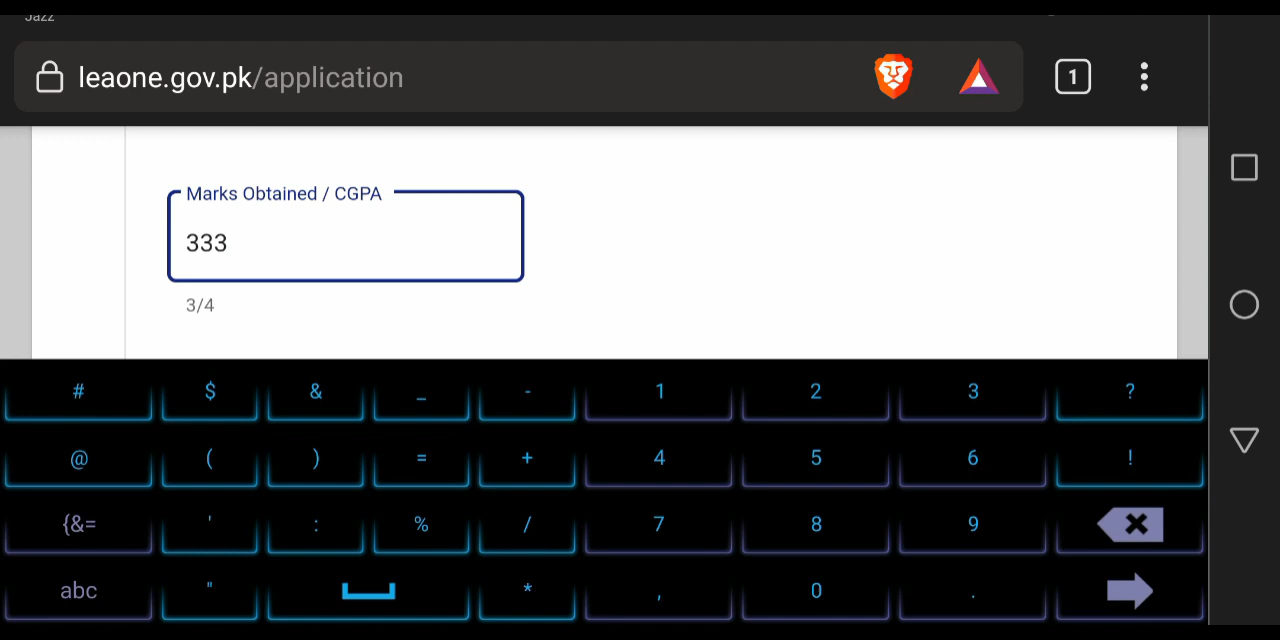 Jazz
leaone.gov.pk/application
1
Marks Obtained / CGPA
333
3/4
# $ & _ - 1 2 3 ?
@ ( ) = + 4 5 6 !
{&= ' : % / 7 8 9
abc " * , 0 .